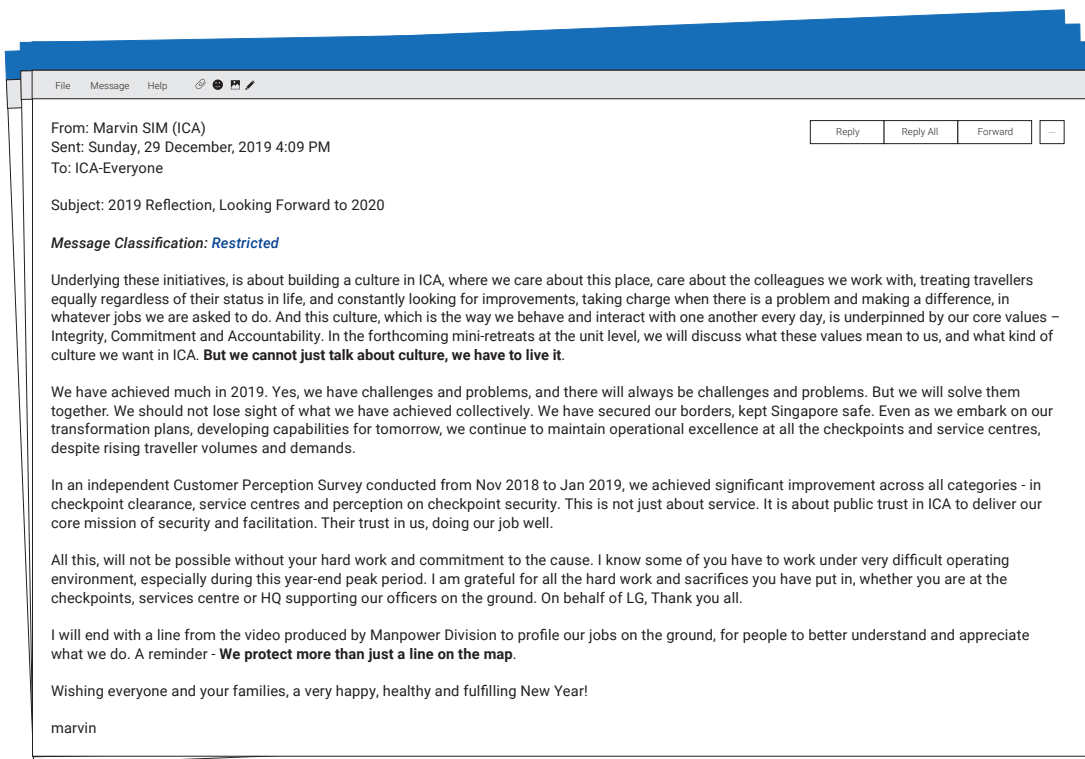 File Message Help
From: Marvin SIM (ICA)
Reply Reply All Forward ...
Sent: Sunday, 29 December, 2019 4:09 PM
To: ICA-Everyone
Subject: 2019 Reflection, Looking Forward to 2020
Message Classification: Restricted
Underlying these initiatives, is about building a culture in ICA, where we care about this place, care about the colleagues we work with, treating travellers
equally regardless of their status in life, and constantly looking for improvements, taking charge when there is a problem and making a difference, in
whatever jobs we are asked to do. And this culture, which is the way we behave and interact with one another every day, is underpinned by our core values –
Integrity, Commitment and Accountability. In the forthcoming mini-retreats at the unit level, we will discuss what these values mean to us, and what kind of
culture we want in ICA. But we cannot just talk about culture, we have to live it.
We have achieved much in 2019. Yes, we have challenges and problems, and there will always be challenges and problems. But we will solve them
together. We should not lose sight of what we have achieved collectively. We have secured our borders, kept Singapore safe. Even as we embark on our
transformation plans, developing capabilities for tomorrow, we continue to maintain operational excellence at all the checkpoints and service centres,
despite rising traveller volumes and demands.
In an independent Customer Perception Survey conducted from Nov 2018 to Jan 2019, we achieved significant improvement across all categories - in
checkpoint clearance, service centres and perception on checkpoint security. This is not just about service. It is about public trust in ICA to deliver our
core mission of security and facilitation. Their trust in us, doing our job well.
All this, will not be possible without your hard work and commitment to the cause. I know some of you have to work under very difficult operating
environment, especially during this year-end peak period. I am grateful for all the hard work and sacrifices you have put in, whether you are at the
checkpoints, services centre or HQ supporting our officers on the ground. On behalf of LG, Thank you all.
I will end with a line from the video produced by Manpower Division to profile our jobs on the ground, for people to better understand and appreciate
what we do. A reminder - We protect more than just a line on the map.
Wishing everyone and your families, a very happy, healthy and fulfilling New Year!
marvin